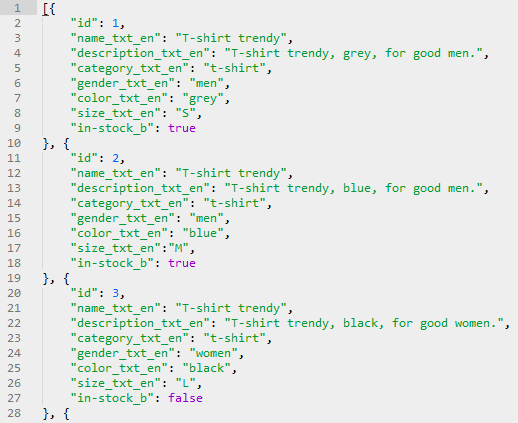 1 [{
2 "id": 1,
3 "name_txt_en": "T-shirt trendy",
4 "description_txt_en": "T-shirt trendy, grey, for good men.",
5 "category_txt_en": "t-shirt",
6 "gender_txt_en": "men",
7 "color_txt_en": "grey",
8 "size_txt_en": "S",
9 "in-stock_b": true
10 }, {
11 "id": 2,
12 "name_txt_en": "T-shirt trendy",
13 "description_txt_en": "T-shirt trendy, blue, for good men.",
14 "category_txt_en": "t-shirt",
15 "gender_txt_en": "men",
16 "color_txt_en": "blue",
17 "size_txt_en":"M",
18 "in-stock_b": true
19 }, {
20 "id": 3,
21 "name_txt_en": "T-shirt trendy",
22 "description_txt_en": "T-shirt trendy, black, for good women.",
23 "category_txt_en": "t-shirt",
24 "gender_txt_en": "women",
25 "color_txt_en": "black",
26 "size_txt_en": "L",
27 "in-stock_b": false
28 }, {